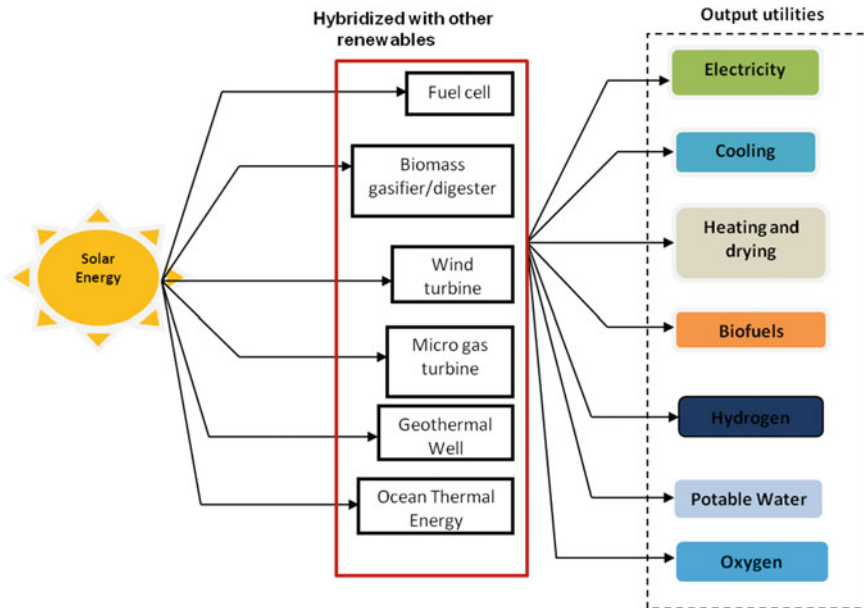 Hybridized with other
renewables
Output utilities
Solar
Energy
Fuel cell
Biomass
gasifier/digester
Wind
turbine
Micro gas
turbine
Geothermal
Well
Ocean Thermal
Energy
Electricity
Cooling
Heating and
drying
Biofuels
Hydrogen
Potable Water
Oxygen